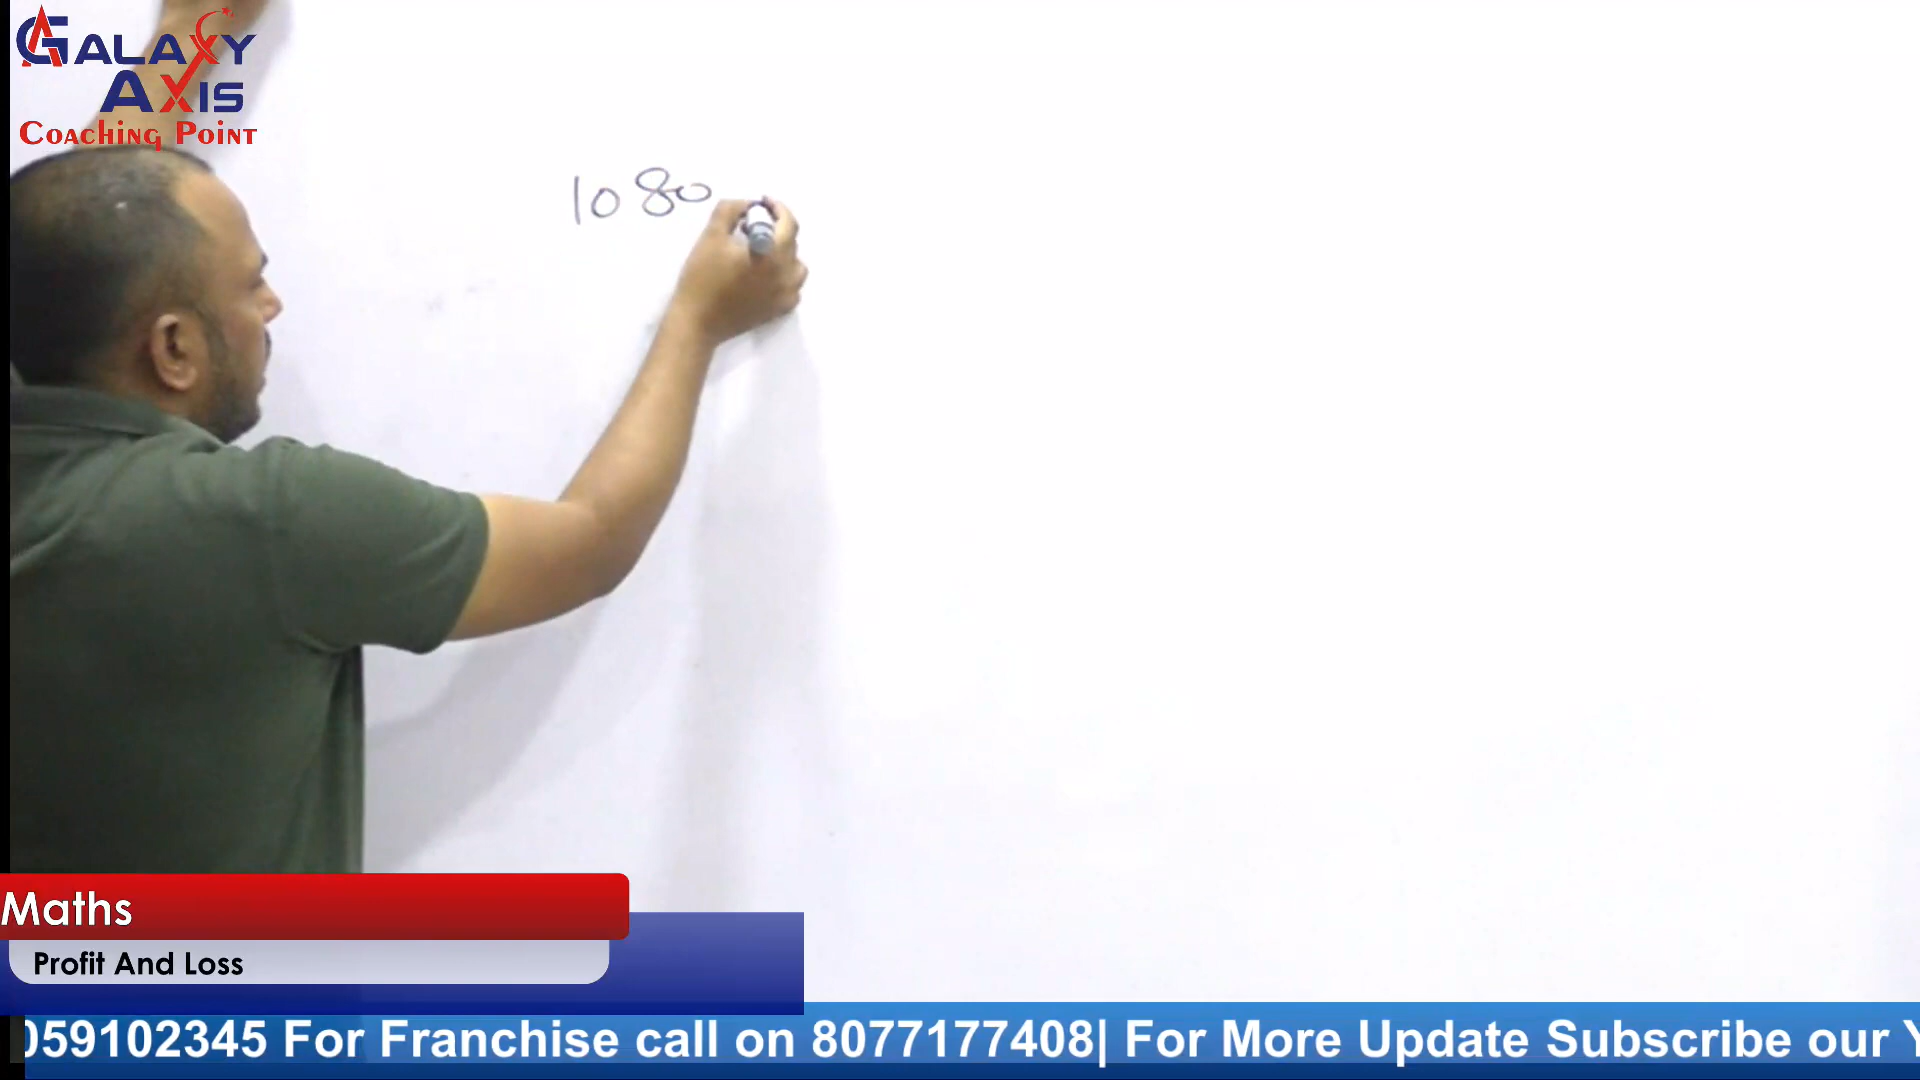 GALAXY
AXIS
Coaching Point
1080
Maths
Profit And Loss
059102345 For Franchise call on 8077177408| For More Update Subscribe our Y